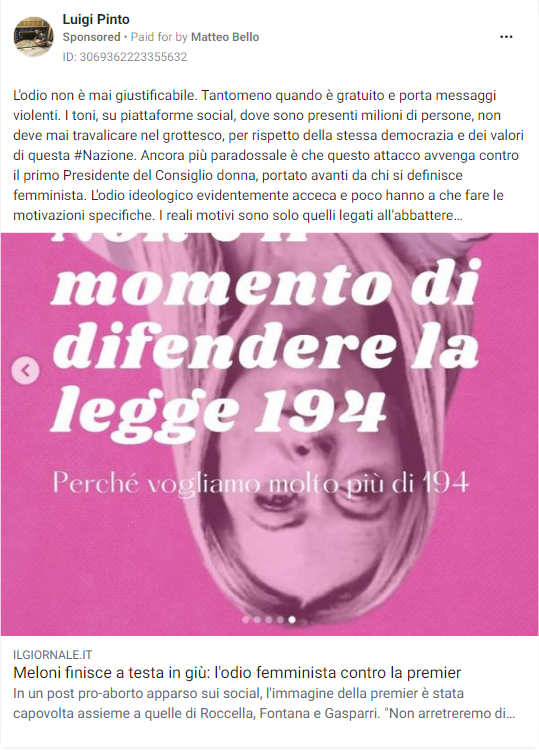 Luigi Pinto
Sponsored • Paid for by Matteo Bello
ID: 3069362223355632
L'odio non è mai giustificabile. Tantomeno quando è gratuito e porta messaggi
violenti. I toni, su piattaforme social, dove sono presenti milioni di persone, non
deve mai travalicare nel grottesco, per rispetto della stessa democrazia e dei valori
di questa #Nazione. Ancora più paradossale è che questo attacco avvenga contro
il primo Presidente del Consiglio donna, portato avanti da chi si definisce
femminista. L'odio ideologico evidentemente acceca e poco hanno a che fare le
motivazioni specifiche. I reali motivi sono solo quelli legati all'abbattere...
momento di
difendere la
legge 194
Perché vogliamo molto più di 194
ILGIORNALE.IT
Meloni finisce a testa in giù: l'odio femminista contro la premier
In un post pro-aborto apparso sui social, l'immagine della premier è stata
capovolta assieme a quelle di Roccella, Fontana e Gasparri. "Non arretreremo di...